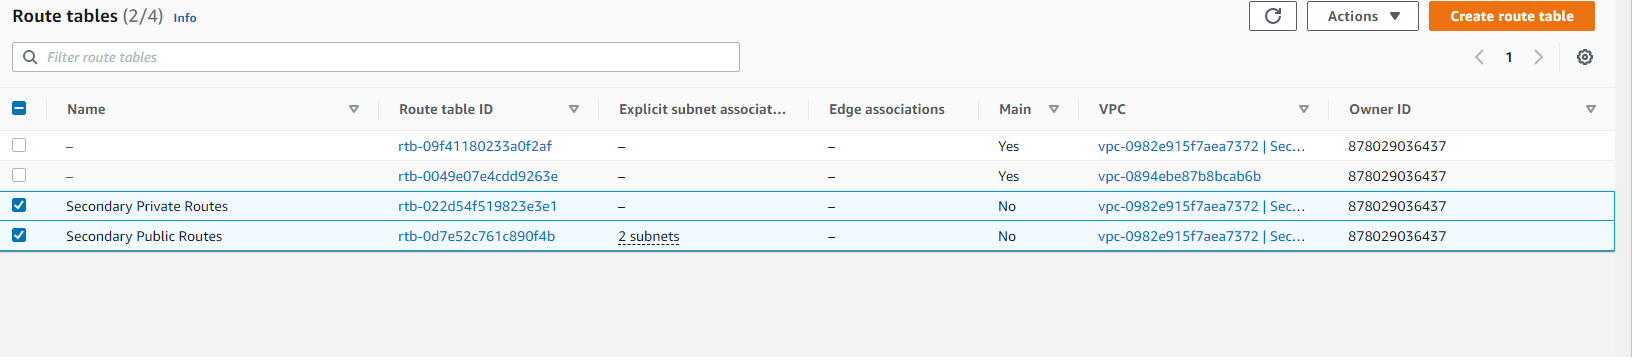 Route tables (2/4) Info
Actions
Create route table
Filter route tables
1
Name Route table ID Explicit subnet associat... Edge associations Main VPC Owner ID
– rtb-09f41180233a0f2af – – Yes vpc-0982e915f7aea7372 | Sec... 878029036437
– rtb-0049e07e4cdd9263e – – Yes vpc-0894ebe87b8bcab6b 878029036437
Secondary Private Routes rtb-022d54f519823e3e1 – – No vpc-0982e915f7aea7372 | Sec... 878029036437
Secondary Public Routes rtb-0d7e52c761c890f4b 2 subnets – No vpc-0982e915f7aea7372 | Sec... 878029036437